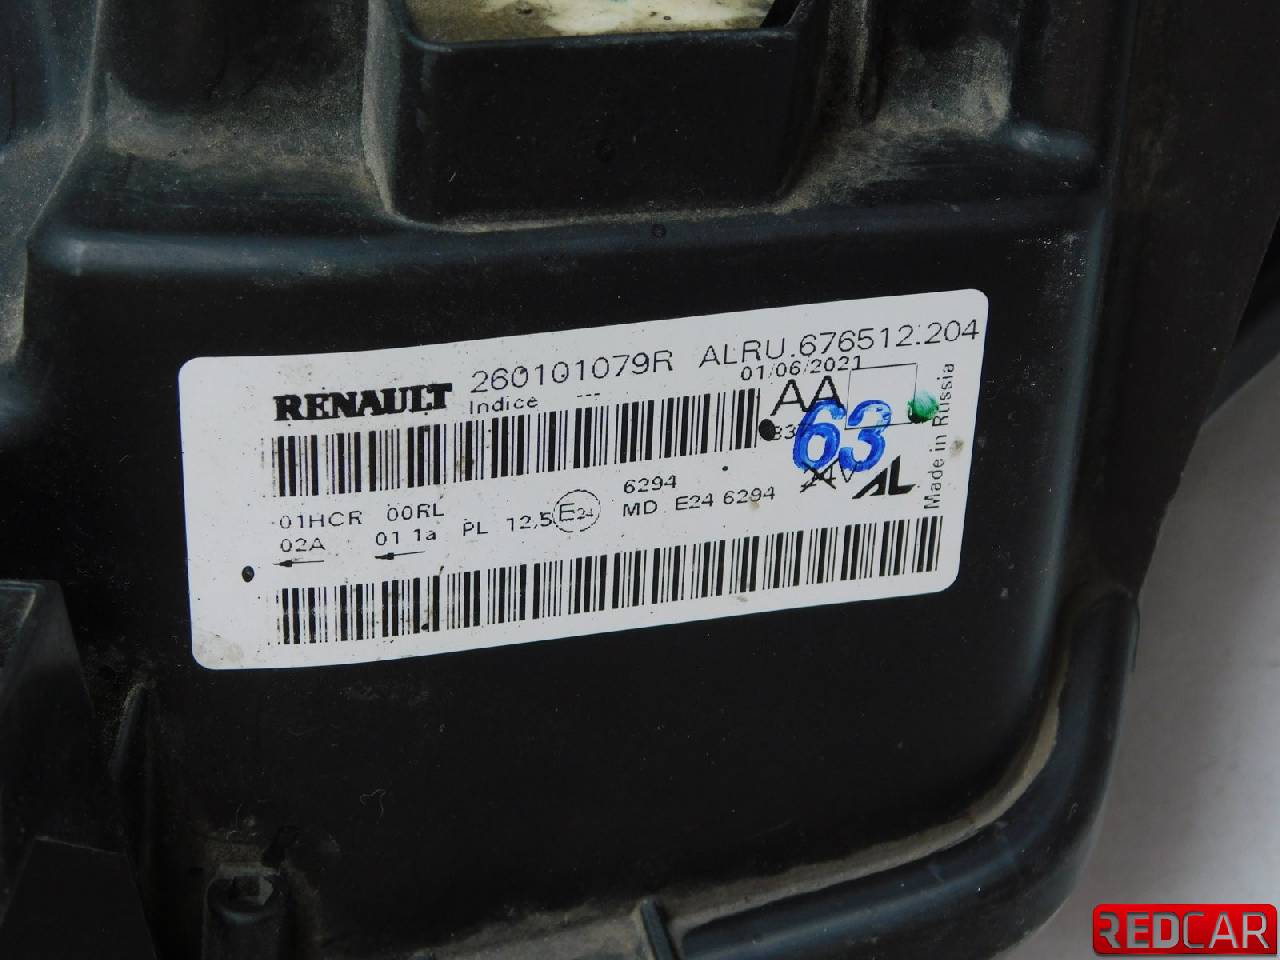 RENAULT 260101079R ALRU.676512.204
Indice --- 01/06/2021
AA
63
24V AL
Made in Russia
01HCR 00RL
02A 01 1a PL 12,5 E24
6294
MD E24 6294
REDCAR